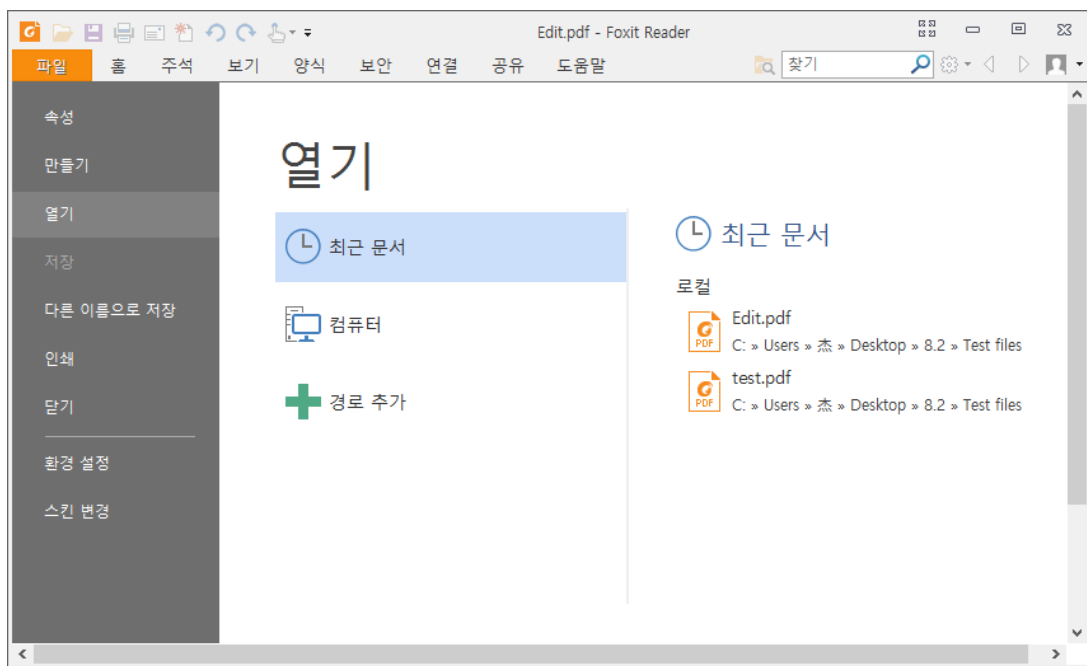 Edit.pdf - Foxit Reader
파일 홈 주석 보기 양식 보안 연결 공유 도움말 찾기
속성
만들기
열기
저장
다른 이름으로 저장
인쇄
닫기
환경 설정
스킨 변경
열기
최근 문서
컴퓨터
경로 추가
최근 문서
로컬
PDF
Edit.pdf
C: » Users » 杰 » Desktop » 8.2 » Test files
PDF
test.pdf
C: » Users » 杰 » Desktop » 8.2 » Test files